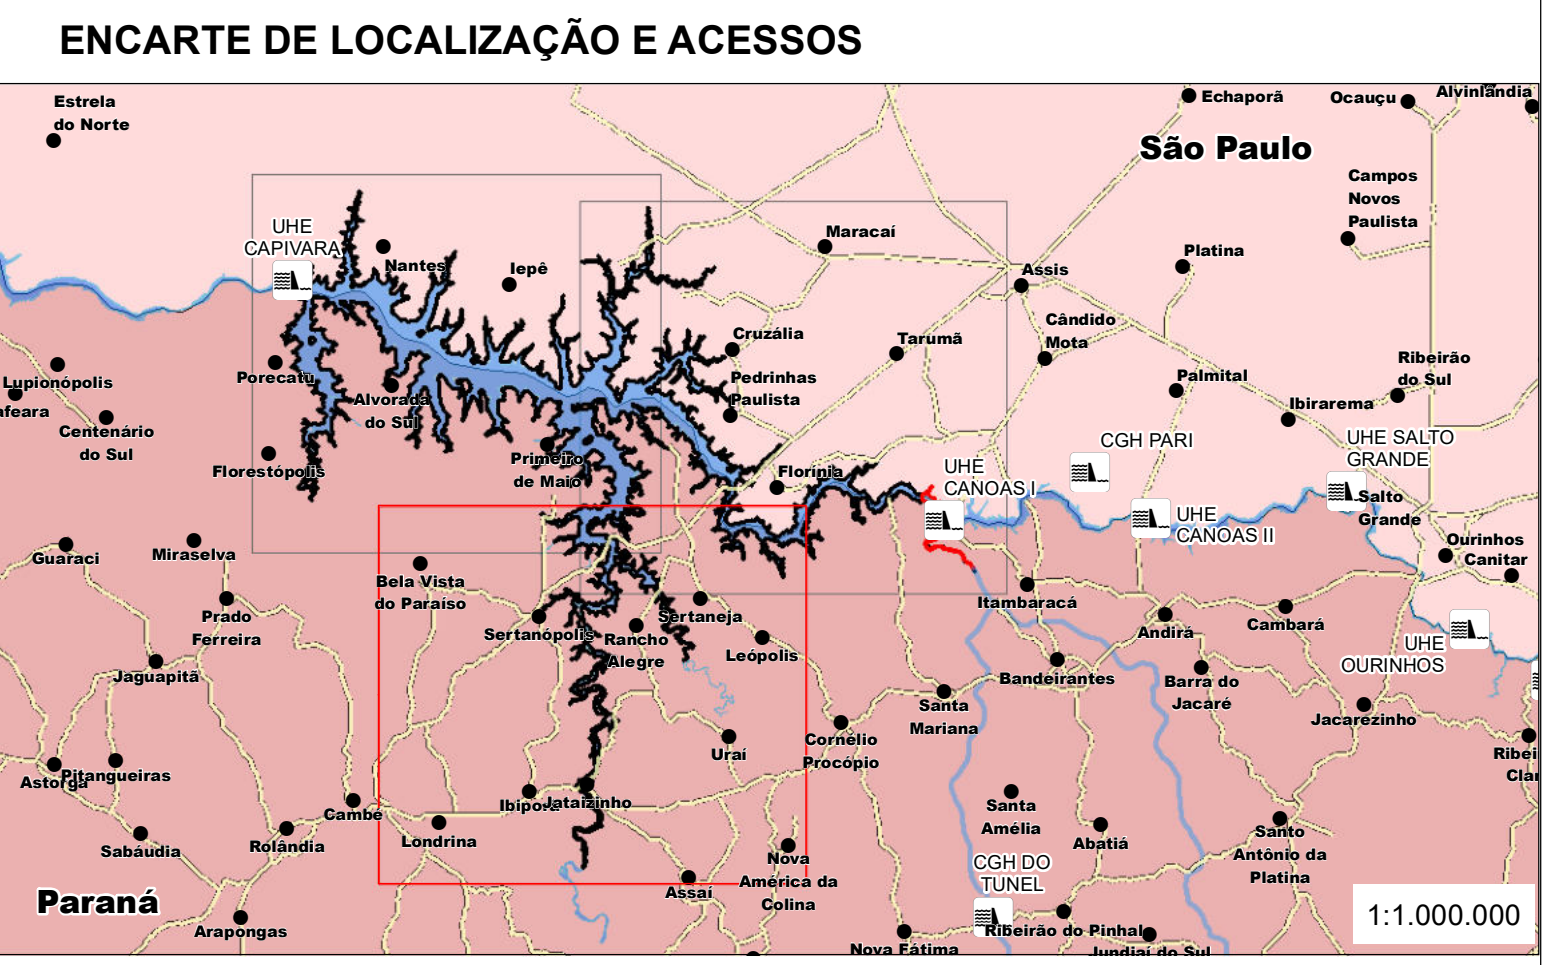 ENCARTE DE LOCALIZAÇÃO E ACESSOS
Estrela
do Norte
Echaporã
Ocauçu
Alvinlândia
São Paulo
Campos
Novos
Paulista
UHE
CAPIVARA
Nantes
Iepê
Maracaí
Assis
Platina
Cruzália
Tarumã
Cândido
Mota
Lupionópolis
afeara
Centenário
do Sul
Porecatu
Alvorada
do Sul
Pedrinhas
Paulista
Palmital
Ribeirão
do Sul
Ibirarema
Florestópolis
Primeiro
de Maio
Florínia
UHE
CANOAS I
CGH PARI
UHE SALTO
GRANDE
UHE
CANOAS II
Salto
Grande
Guaraci
Miraselva
Bela Vista
do Paraíso
Ourinhos
Canitar
Prado
Ferreira
Sertanópolis
Rancho
Alegre
Sertaneja
Leópolis
Itambaracá
Andirá
Cambará
UHE
OURINHOS
Jaguapitã
Bandeirantes
Barra do
Jacaré
Jacarezinho
Santa
Mariana
Cornélio
Procópio
Uraí
Ribei
Clar
Astorga
Pitangueiras
Cambé
Ibiporã
Jataizinho
Santa
Amélia
Abatiá
Santo
Antônio da
Platina
Sabáudia
Rolândia
Londrina
Nova
América da
Colina
Assaí
CGH DO
TUNEL
Paraná
Arapongas
Nova Fátima
Ribeirão do Pinhal
Jundiaí do Sul
1:1.000.000